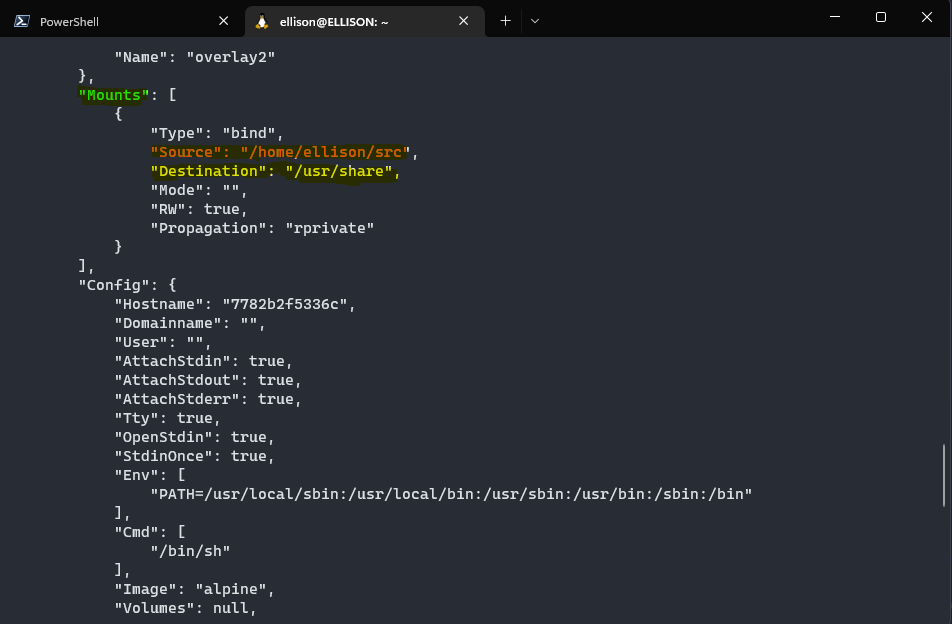 PowerShell
ellison@ELLISON: ~
"Name": "overlay2"
},
"Mounts": [
{
"Type": "bind",
"Source": "/home/ellison/src",
"Destination": "/usr/share",
"Mode": "",
"RW": true,
"Propagation": "rprivate"
}
],
"Config": {
"Hostname": "7782b2f5336c",
"Domainname": "",
"User": "",
"AttachStdin": true,
"AttachStdout": true,
"AttachStderr": true,
"Tty": true,
"OpenStdin": true,
"StdinOnce": true,
"Env": [
"PATH=/usr/local/sbin:/usr/local/bin:/usr/sbin:/usr/bin:/sbin:/bin"
],
"Cmd": [
"/bin/sh"
],
"Image": "alpine",
"Volumes": null,